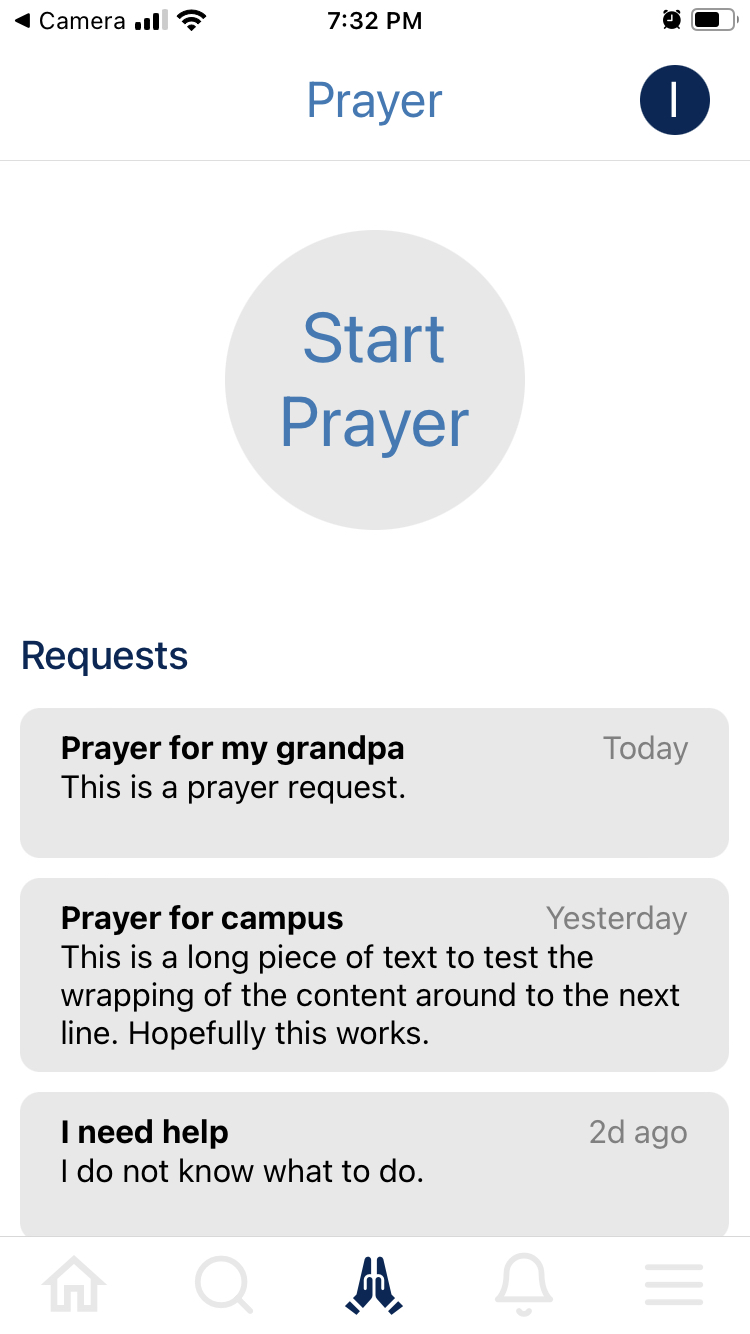 Camera
7:32 PM
Prayer
I
Start
Prayer
Requests
Prayer for my grandpa
Today
This is a prayer request.
Prayer for campus
Yesterday
This is a long piece of text to test the
wrapping of the content around to the next
line. Hopefully this works.
I need help
2d ago
I do not know what to do.